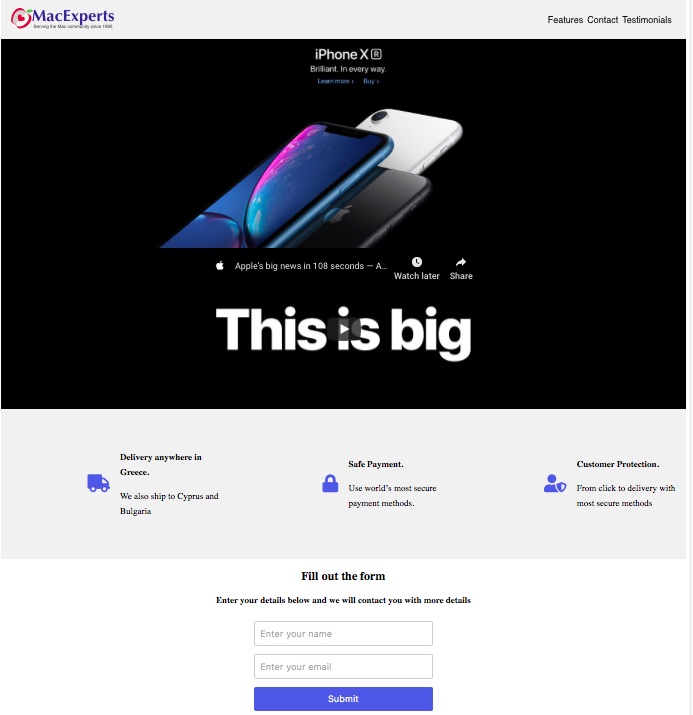 MacExperts
Serving the Mac community since 1998
Features Contact Testimonials
iPhone XR
Brilliant. In every way.
Learn more › Buy ›
Apple's big news in 108 seconds — A...
Watch later
Share
This is big
Delivery anywhere in
Greece.
We also ship to Cyprus and
Bulgaria
Safe Payment.
Use world's most secure
payment methods.
Customer Protection.
From click to delivery with
most secure methods
Fill out the form
Enter your details below and we will contact you with more details
Enter your name
Enter your email
Submit